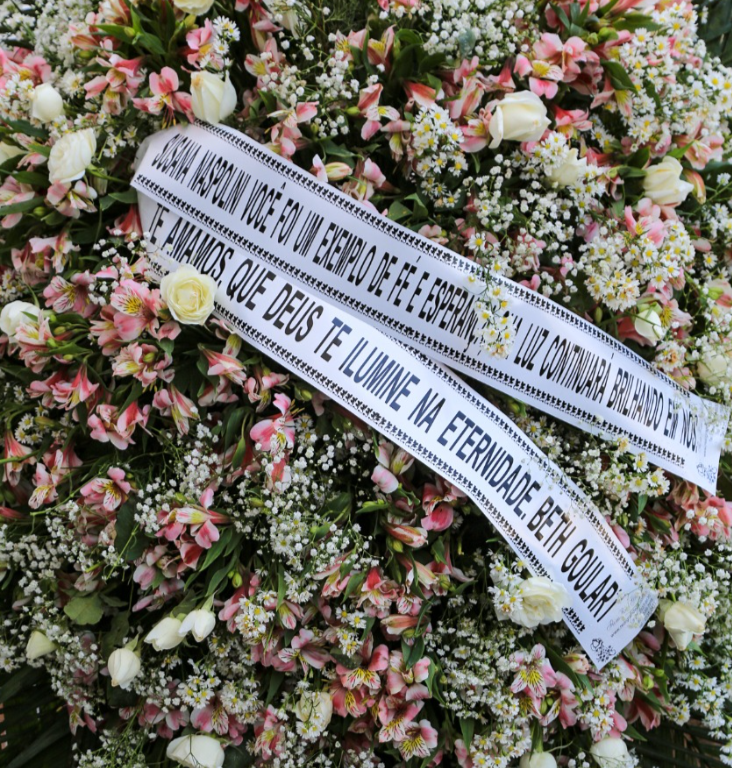 SUSANA NASPOLINI VOCÊ FOI UM EXEMPLO DE FÉ E ESPERAN LUZ CONTINUARÁ BRILHANDO EM NÓS
TE AMAMOS QUE DEUS TE ILUMINE NA ETERNIDADE. BETH GOULART